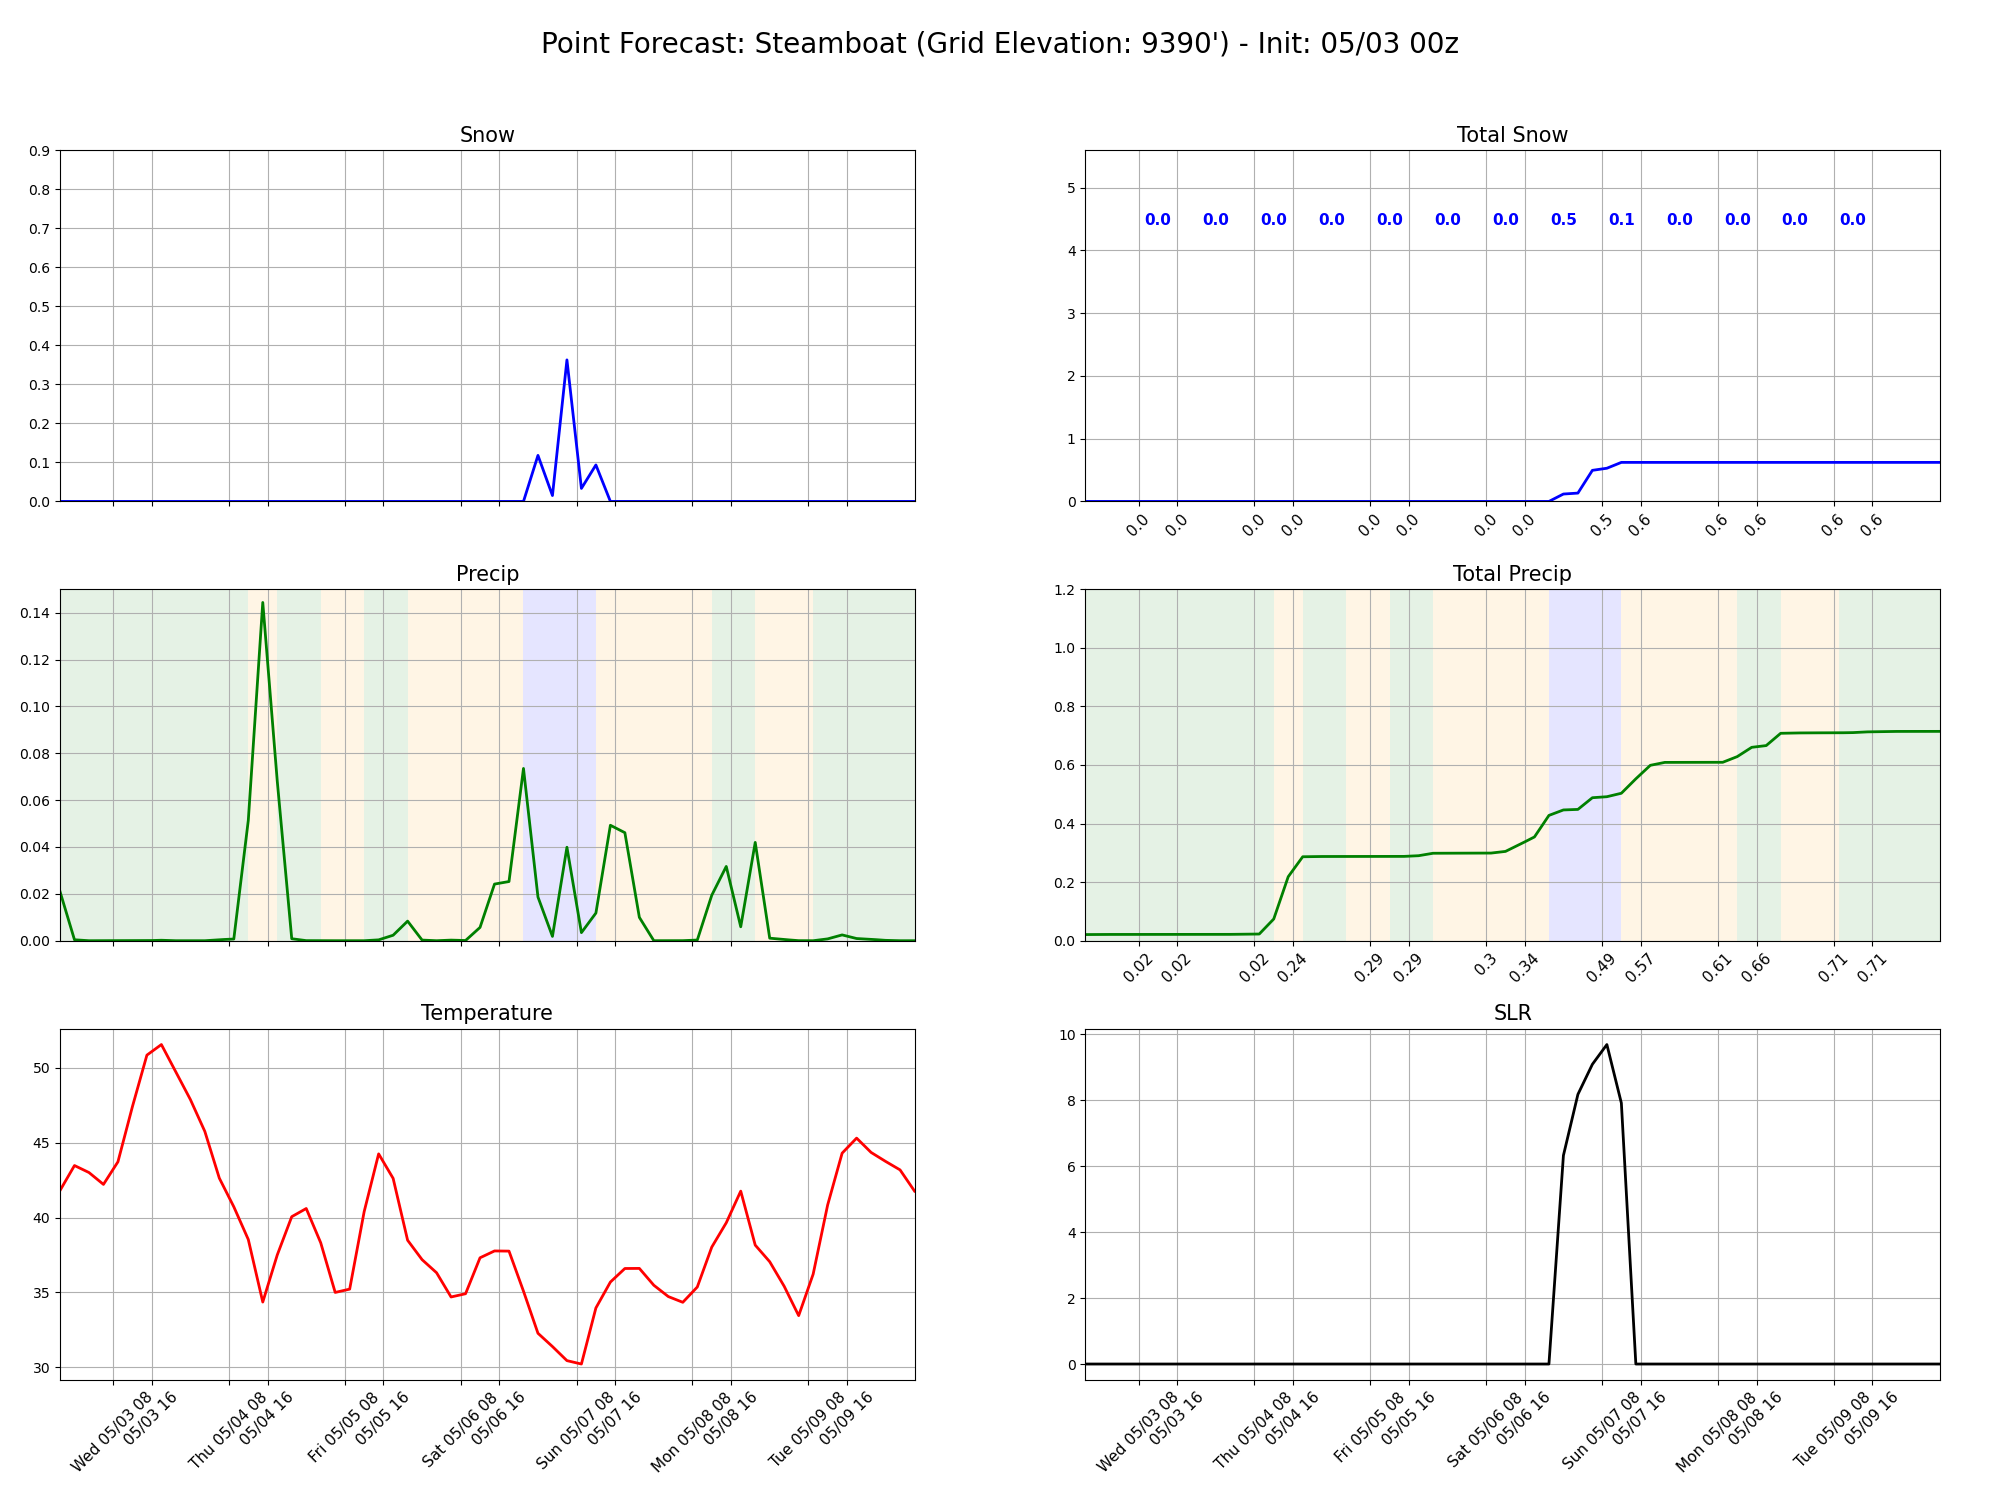 Point Forecast: Steamboat (Grid Elevation: 9390') - Init: 05/03 00z
Snow
0.9
0.8
0.7
0.6
0.5
0.4
0.3
0.2
0.1
0.0
Total Snow
5
4
3
2
1
0
0.0 0.0 0.0 0.0 0.0 0.0 0.0 0.5 0.1 0.0 0.0 0.0 0.0
0.0 0.0 0.0 0.0 0.0 0.0 0.0 0.0 0.5 0.6 0.6 0.6 0.6 0.6
Precip
0.14
0.12
0.10
0.08
0.06
0.04
0.02
0.00
Total Precip
1.2
1.0
0.8
0.6
0.4
0.2
0.0
0.02 0.02 0.02 0.24 0.29 0.29 0.3 0.34 0.49 0.57 0.61 0.66 0.71 0.71
Temperature
50
45
40
35
30
Wed 05/03 08
05/03 16
Thu 05/04 08
05/04 16
Fri 05/05 08
05/05 16
Sat 05/06 08
05/06 16
Sun 05/07 08
05/07 16
Mon 05/08 08
05/08 16
Tue 05/09 08
05/09 16
SLR
10
8
6
4
2
0
Wed 05/03 08
05/03 16
Thu 05/04 08
05/04 16
Fri 05/05 08
05/05 16
Sat 05/06 08
05/06 16
Sun 05/07 08
05/07 16
Mon 05/08 08
05/08 16
Tue 05/09 08
05/09 16